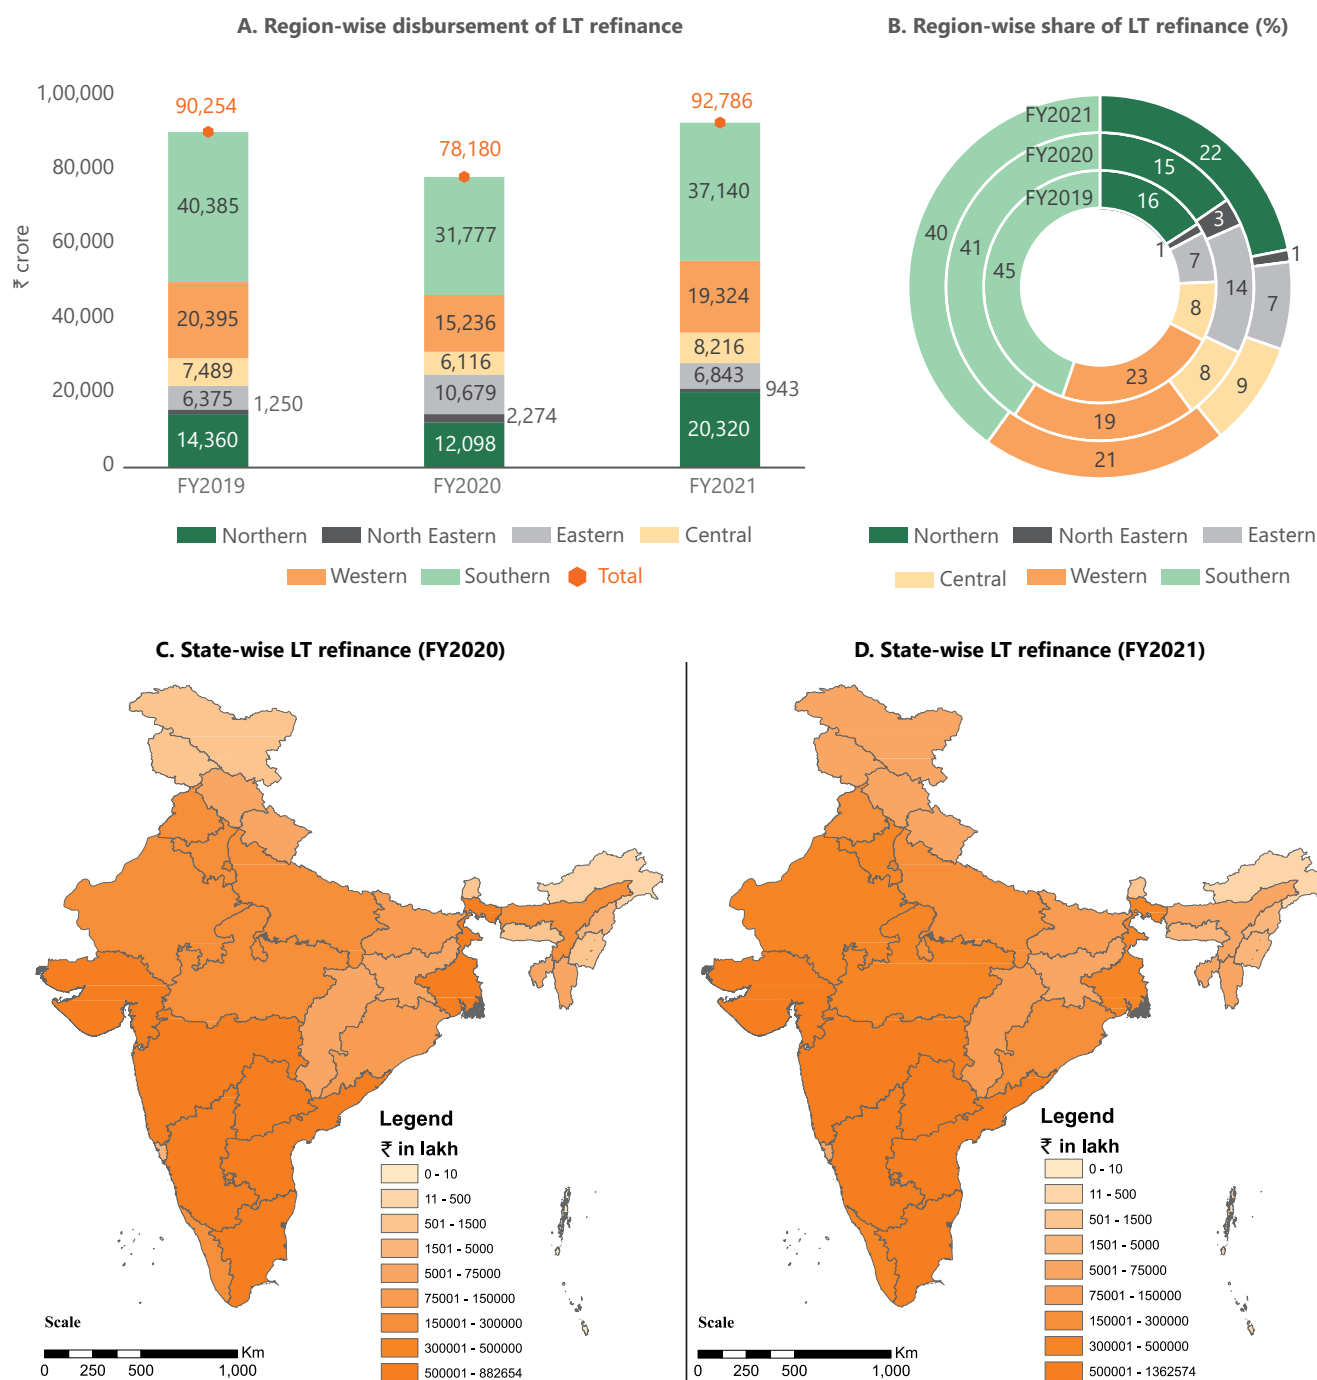 A. Region-wise disbursement of LT refinance
B. Region-wise share of LT refinance (%)
₹ crore
1,00,000
80,000
60,000
40,000
20,000
0
90,254
40,385
20,395
7,489
6,375
1,250
14,360
78,180
31,777
15,236
6,116
10,679
2,274
12,098
92,786
37,140
19,324
8,216
6,843
943
20,320
FY2019
FY2020
FY2021
Northern
North Eastern
Eastern
Central
Western
Southern
Total
FY2021
FY2020
FY2019
22
15
16
3
1
1
7
14
7
8
8
9
23
19
21
45
41
40
Northern
North Eastern
Eastern
Central
Western
Southern
C. State-wise LT refinance (FY2020)
Legend
₹ in lakh
0 - 10
11 - 500
501 - 1500
1501 - 5000
5001 - 75000
75001 - 150000
150001 - 300000
300001 - 500000
500001 - 882654
Scale
Km
0 250 500 1,000
D. State-wise LT refinance (FY2021)
Legend
₹ in lakh
0 - 10
11 - 500
501 - 1500
1501 - 5000
5001 - 75000
75001 - 150000
150001 - 300000
300001 - 500000
500001 - 1362574
Scale
Km
0 250 500 1,000